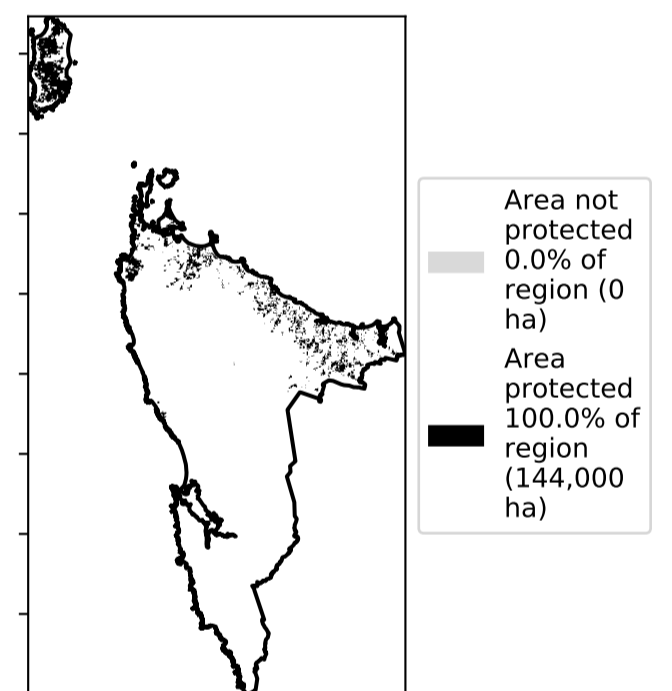 Area not
protected
0.0% of
region (0
ha)
Area
protected
100.0% of
region
(144,000
ha)